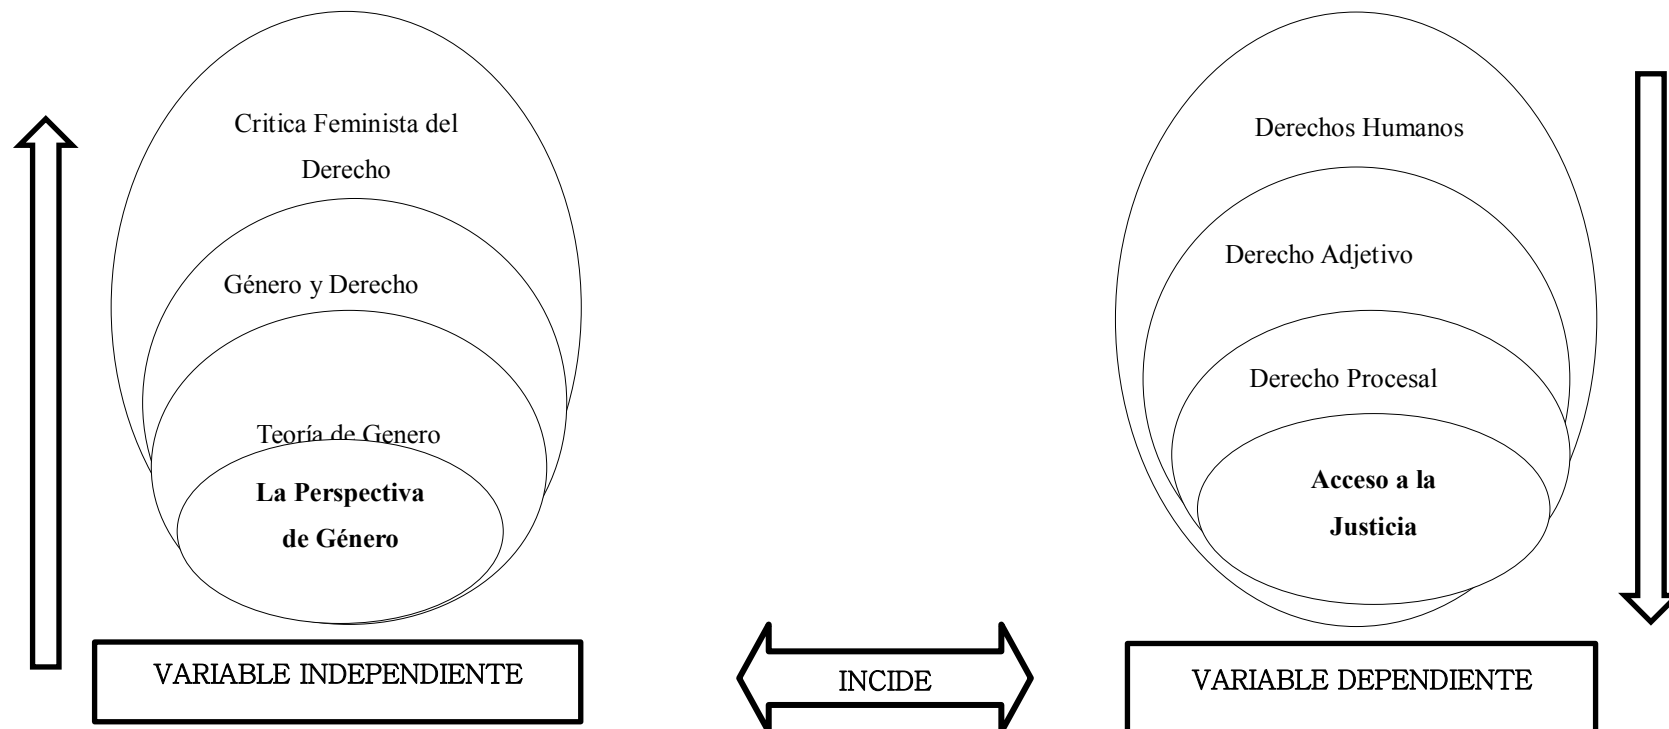 Critica Feminista del
Derecho
Género y Derecho
Teoría de Genero
La Perspectiva
de Género
VARIABLE INDEPENDIENTE
INCIDE
Derechos Humanos
Derecho Adjetivo
Derecho Procesal
Acceso a la
Justicia
VARIABLE DEPENDIENTE